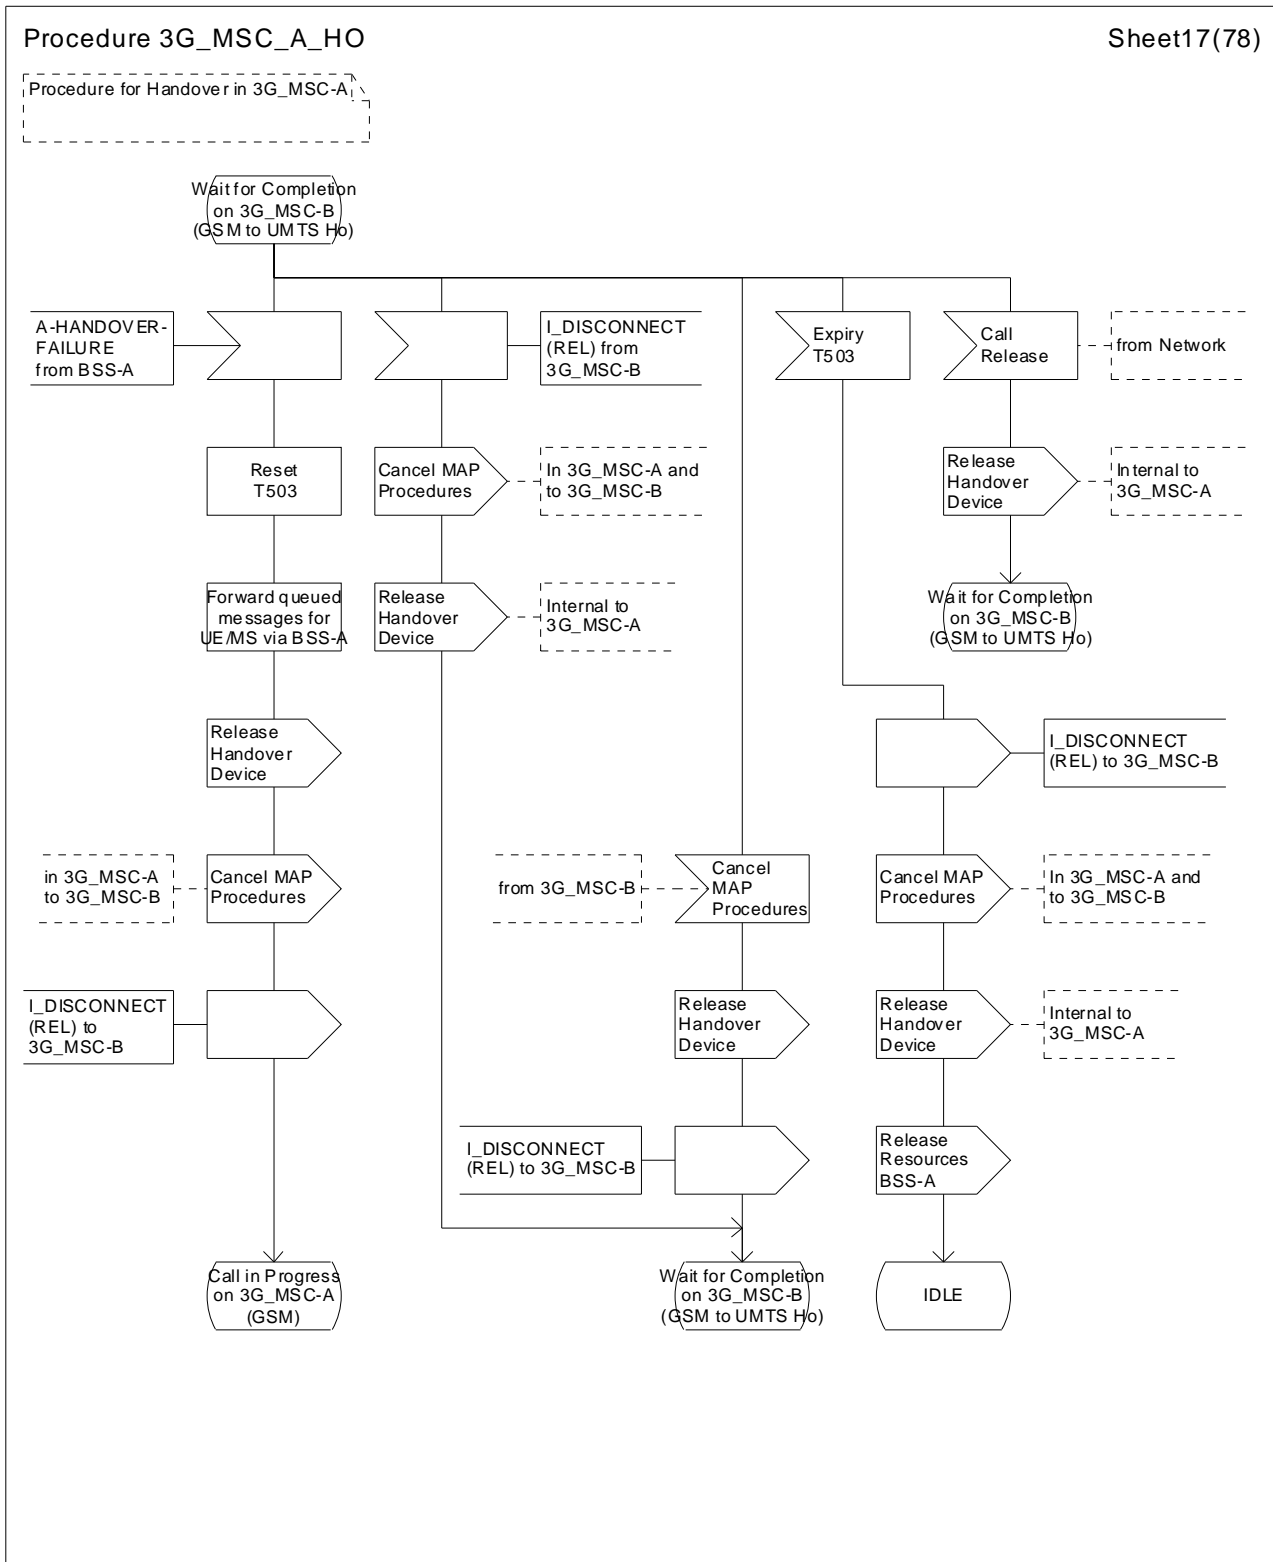 Procedure 3G_MSC_A_HO
Sheet17(78)
Procedure for Handover in 3G_MSC-A
Wait for Completion
on 3G_MSC-B
(GSM to UMTS Ho)
A-HANDOVER-
FAILURE
from BSS-A
I_DISCONNECT
(REL) from
3G_MSC-B
Expiry
T503
Call
Release
from Network
Reset
T503
Cancel MAP
Procedures
In 3G_MSC-A and
to 3G_MSC-B
Release
Handover
Device
Internal to
3G_MSC-A
Forward queued
messages for
UE/MS via BSS-A
Release
Handover
Device
Internal to
3G_MSC-A
Wait for Completion
on 3G_MSC-B
(GSM to UMTS Ho)
Release
Handover
Device
I_DISCONNECT
(REL) to 3G_MSC-B
in 3G_MSC-A
to 3G_MSC-B
Cancel MAP
Procedures
from 3G_MSC-B
Cancel
MAP
Procedures
Cancel MAP
Procedures
In 3G_MSC-A and
to 3G_MSC-B
I_DISCONNECT
(REL) to
3G_MSC-B
Release
Handover
Device
Release
Handover
Device
Internal to
3G_MSC-A
I_DISCONNECT
(REL) to 3G_MSC-B
Release
Resources
BSS-A
Call in Progress
on 3G_MSC-A
(GSM)
Wait for Completion
on 3G_MSC-B
(GSM to UMTS Ho)
IDLE